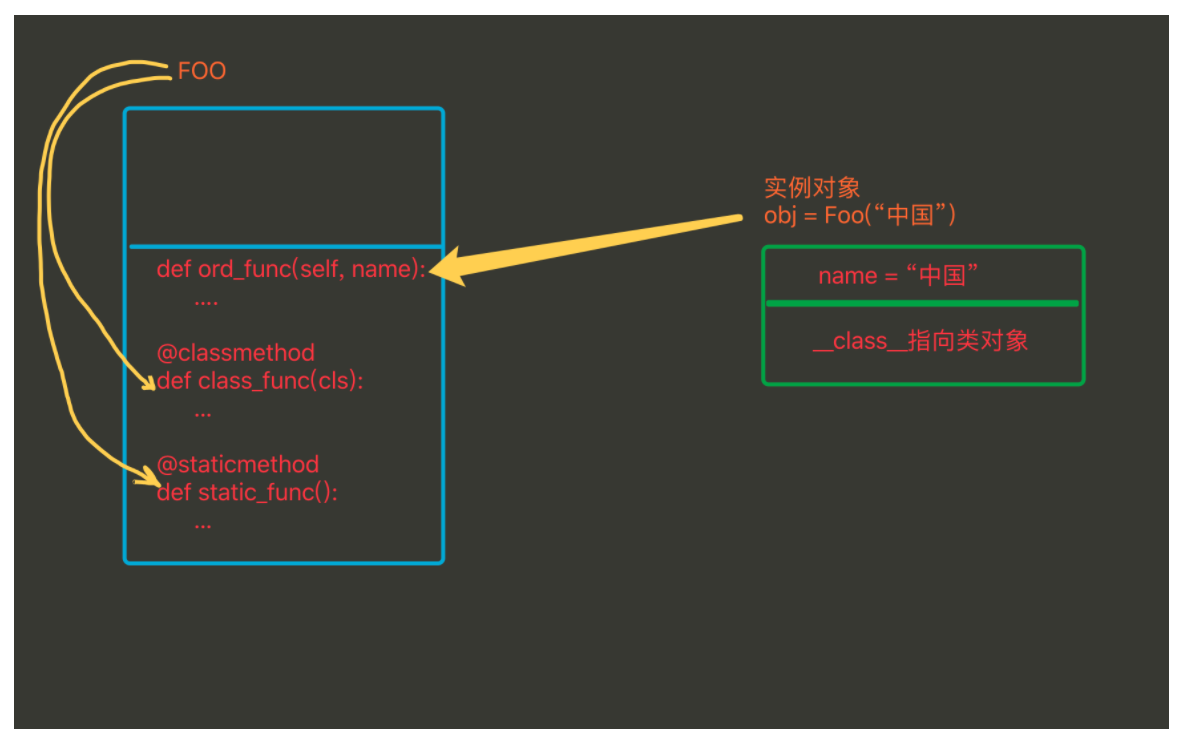 FOO
def ord_func(self, name):
....
@classmethod
def class_func(cls):
...
@staticmethod
def static_func():
...
实例对象
obj = Foo(“中国”)
name = “中国”
__class__指向类对象